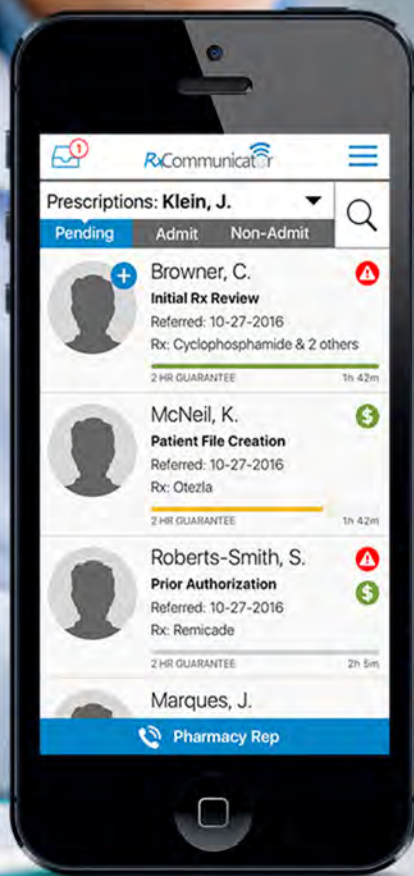 1
RxCommunicator
Prescriptions: Klein, J.
Pending Admit Non-Admit
Browner, C.
Initial Rx Review
Referred: 10-27-2016
Rx: Cyclophosphamide & 2 others
2 HR GUARANTEE 1h 42m
McNeil, K.
$
Patient File Creation
Referred: 10-27-2016
Rx: Otezla
2 HR GUARANTEE 1h 42m
Roberts-Smith, S.
Prior Authorization
$
Referred: 10-27-2016
Rx: Remicade
2 HR GUARANTEE 2h 5m
Marques, J.
Pharmacy Rep